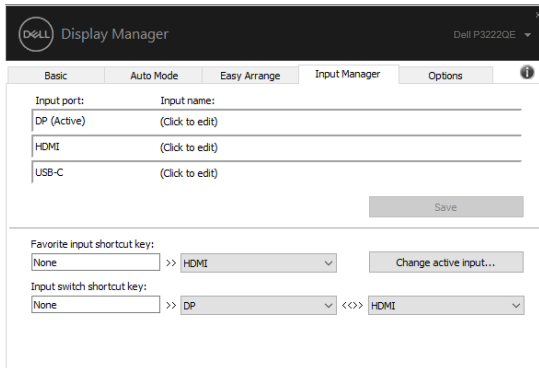 DELL Display Manager Dell P3222QE
Basic Auto Mode Easy Arrange Input Manager Options
Input port: Input name:
DP (Active) (Click to edit)
HDMI (Click to edit)
USB-C (Click to edit)
Save
Favorite input shortcut key:
None >> HDMI Change active input...
Input switch shortcut key:
None >> DP <<>> HDMI